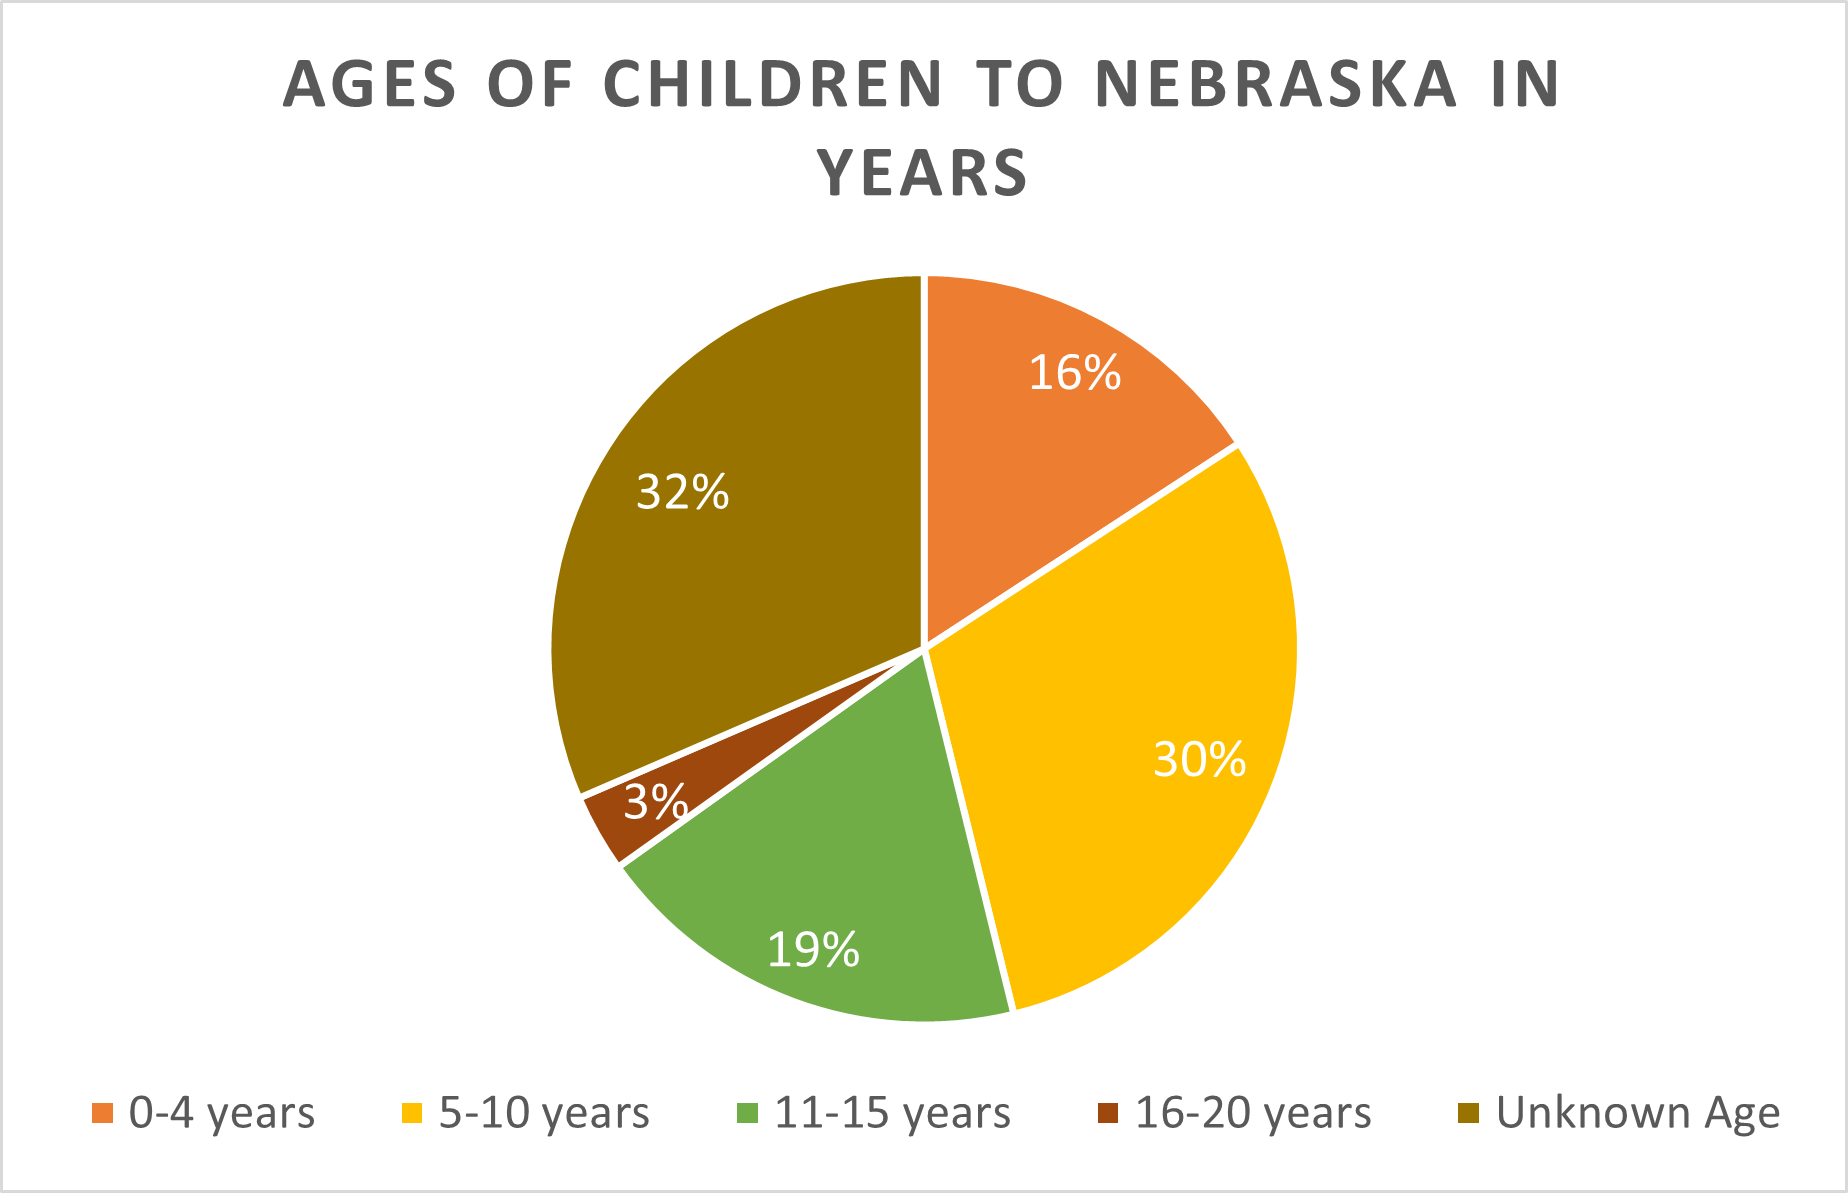 AGES OF CHILDREN TO NEBRASKA IN
YEARS
16%
32%
30%
3%
19%
0-4 years 5-10 years 11-15 years 16-20 years Unknown Age